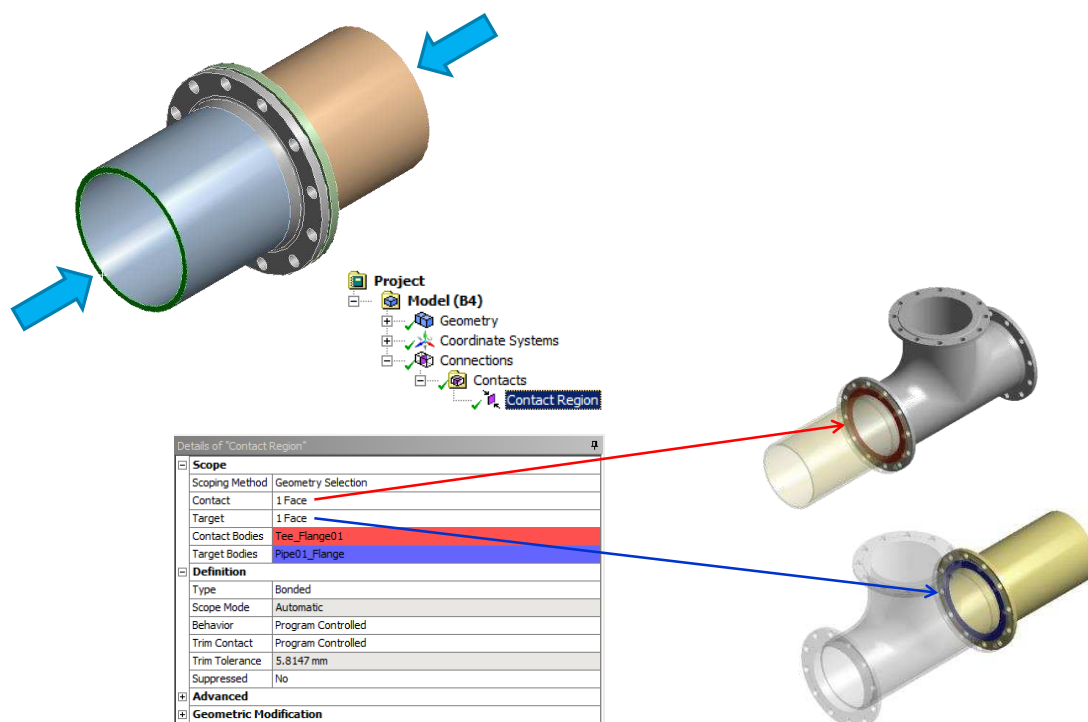 Project
Model (B4)
Geometry
Coordinate Systems
Connections
Contacts
Contact Region
Details of "Contact Region"
Scope
Scoping Method Geometry Selection
Contact 1 Face
Target 1 Face
Contact Bodies Tee_Flange01
Target Bodies Pipe01_Flange
Definition
Type Bonded
Scope Mode Automatic
Behavior Program Controlled
Trim Contact Program Controlled
Trim Tolerance 5.8147 mm
Suppressed No
Advanced
Geometric Modification